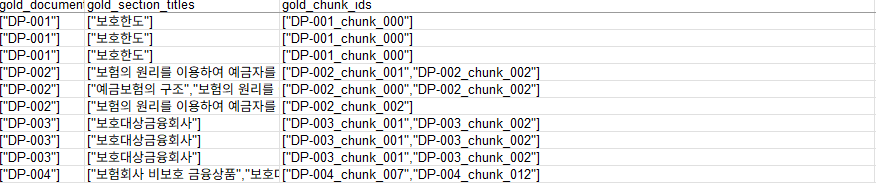 gold_document gold_section_titles gold_chunk_ids
["DP-001"] ["보호한도"] ["DP-001_chunk_000"]
["DP-001"] ["보호한도"] ["DP-001_chunk_000"]
["DP-001"] ["보호한도"] ["DP-001_chunk_000"]
["DP-002"] ["보험의 원리를 이용하여 예금자를 ["DP-002_chunk_001","DP-002_chunk_002"]
["DP-002"] ["예금보험의 구조","보험의 원리를 ["DP-002_chunk_000","DP-002_chunk_002"]
["DP-002"] ["보험의 원리를 이용하여 예금자를 ["DP-002_chunk_002"]
["DP-003"] ["보호대상금융회사"] ["DP-003_chunk_001","DP-003_chunk_002"]
["DP-003"] ["보호대상금융회사"] ["DP-003_chunk_001","DP-003_chunk_002"]
["DP-003"] ["보호대상금융회사"] ["DP-003_chunk_001","DP-003_chunk_002"]
["DP-004"] ["보험회사 비보호 금융상품","보호대 ["DP-004_chunk_007","DP-004_chunk_012"]